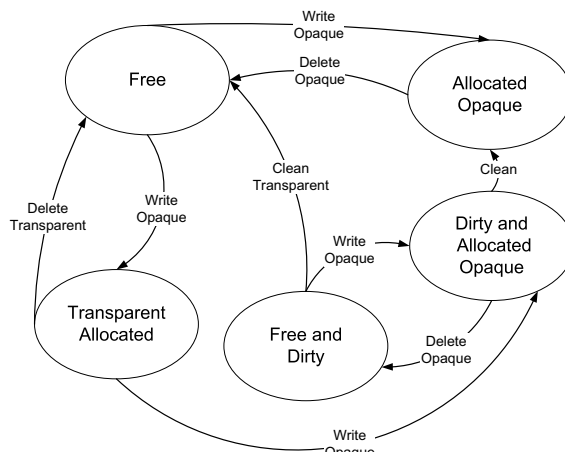 Write
Opaque
Free
Delete
Opaque
Allocated
Opaque
Clean
Transparent
Clean
Delete
Transparent
Write
Opaque
Dirty and
Allocated
Opaque
Write
Opaque
Transparent
Allocated
Free and
Dirty
Delete
Opaque
Write
Opaque